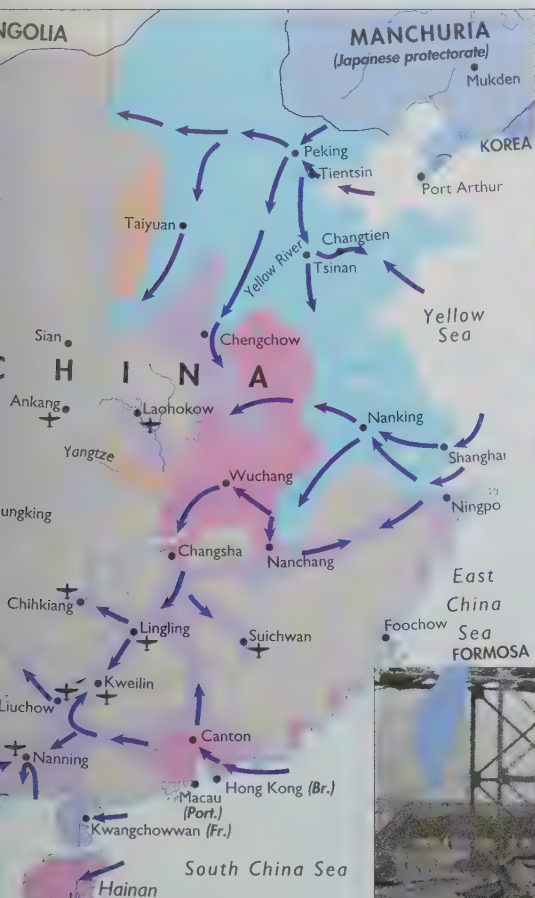 NGOLIA
MANCHURIA
(Japanese protectorate)
Mukden
KOREA
Peking
Tientsin
Port Arthur
Taiyuan
Changtien
Yellow River
Tsinan
Yellow
Sea
Sian
Chengchow
C H I N A
Ankang
Laohokow
Nanking
Yangtze
Shanghai
Wuchang
Ningpo
ungking
Changsha
Nanchang
East
China
Sea
Chihkiang
Lingling
Suichwan
Foochow
FORMOSA
Kweilin
Liuchow
Canton
Nanning
Hong Kong (Br.)
Macau
(Port.)
Kwangchowwan (Fr.)
South China Sea
Hainan